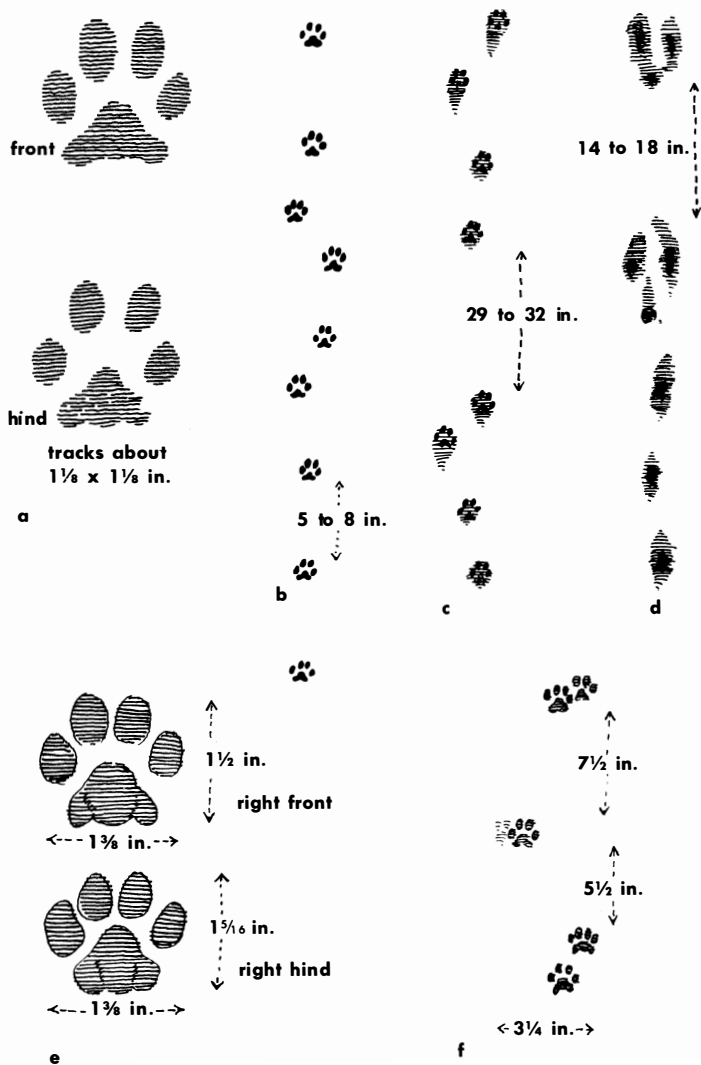 front
hind
tracks about
1⅛ x 1⅛ in.
a
5 to 8 in.
b
29 to 32 in.
c
14 to 18 in.
d
1½ in.
right front
1⅜ in.
1 5/16 in.
right hind
1⅜ in.
e
7½ in.
5½ in.
3¼ in.
f